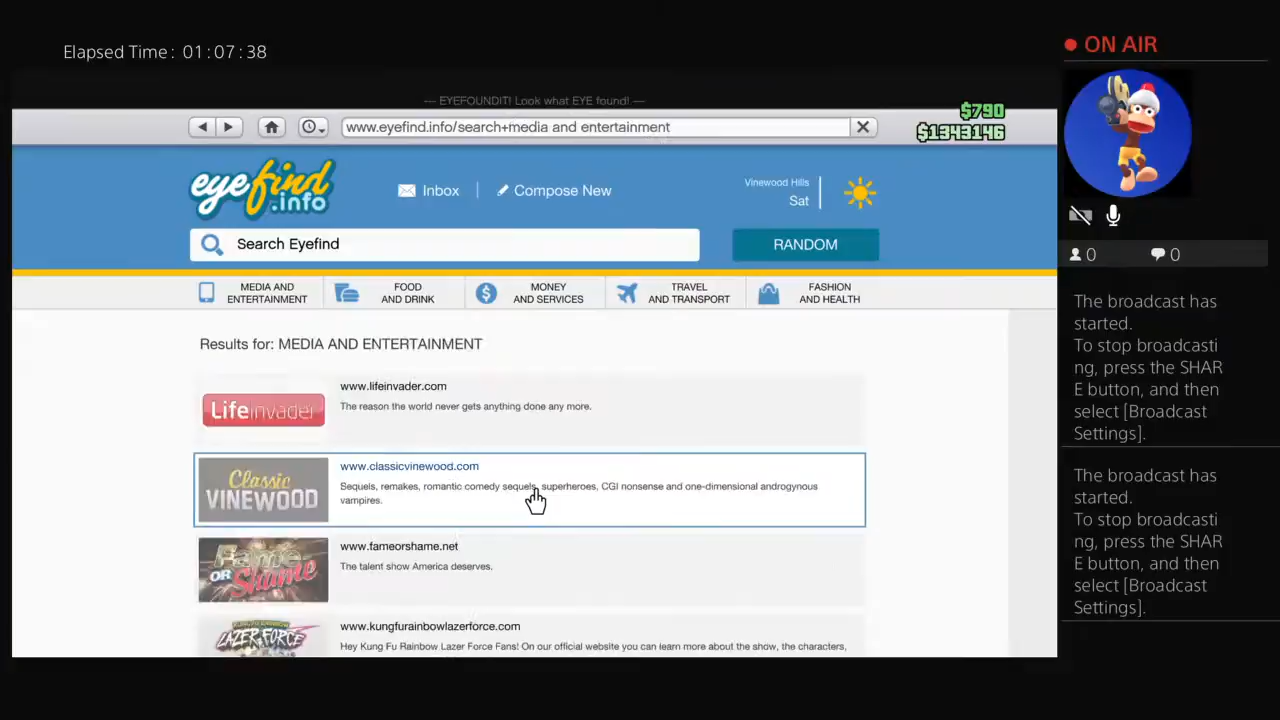 Elapsed Time: 01:07:38
ON AIR
--- EYEFOUNDIT! Look what EYE found! ---
www.eyefind.info/search+media and entertainment
$790
$1343146
eyefind
.info
Inbox
Compose New
Vinewood Hills
Sat
Search Eyefind
RANDOM
0
0
MEDIA AND
ENTERTAINMENT
FOOD
AND DRINK
MONEY
AND SERVICES
TRAVEL
AND TRANSPORT
FASHION
AND HEALTH
Results for: MEDIA AND ENTERTAINMENT
Lifeinvader
www.lifeinvader.com
The reason the world never gets anything done any more.
Classic
VINEWOOD
www.classicvinewood.com
Sequels, remakes, romantic comedy sequels, superheroes, CGI nonsense and one-dimensional androgynous
vampires.
Fame
OR Shame
www.fameorshame.net
The talent show America deserves.
KUNG FU RAINBOW
LAZER FORCE
www.kungfurainbowlazerforce.com
Hey Kung Fu Rainbow Lazer Force Fans! On our official website you can learn more about the show, the characters,
The broadcast has
started.
To stop broadcasti
ng, press the SHAR
E button, and then
select [Broadcast
Settings].
The broadcast has
started.
To stop broadcasti
ng, press the SHAR
E button, and then
select [Broadcast
Settings].